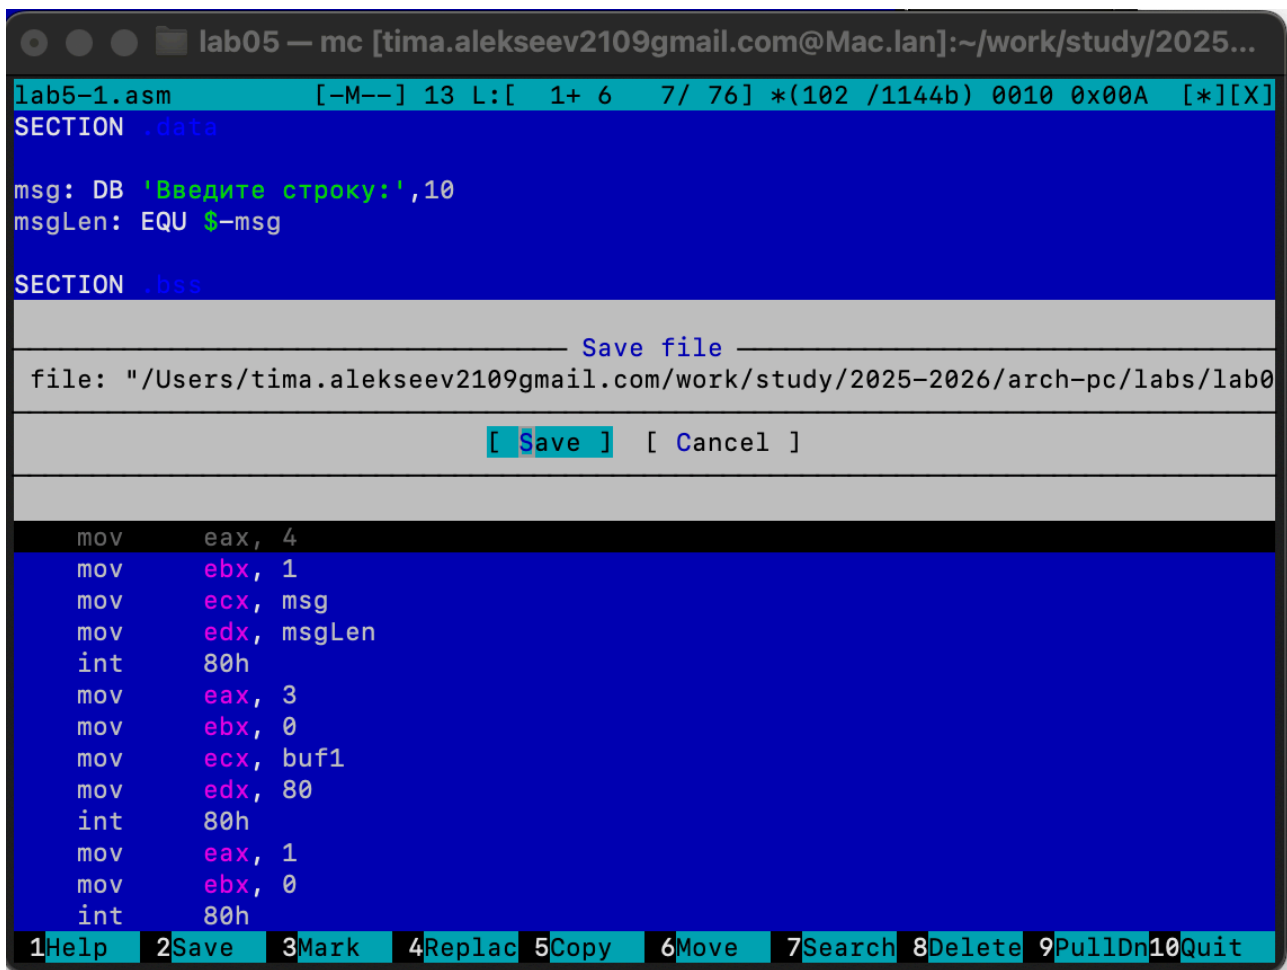 lab05 — mc [tima.alekseev2109gmail.com@Mac.lan]:~/work/study/2025...
lab5-1.asm [-M--] 13 L:[ 1+ 6 7/ 76] *(102 /1144b) 0010 0x00A [*][X]
SECTION .data
msg: DB 'Введите строку:',10
msgLen: EQU $-msg
SECTION .bss
Save file
file: "/Users/tima.alekseev2109gmail.com/work/study/2025-2026/arch-pc/labs/lab0
[ Save ] [ Cancel ]
mov eax, 4
mov ebx, 1
mov ecx, msg
mov edx, msgLen
int 80h
mov eax, 3
mov ebx, 0
mov ecx, buf1
mov edx, 80
int 80h
mov eax, 1
mov ebx, 0
int 80h
1Help 2Save 3Mark 4Replac 5Copy 6Move 7Search 8Delete 9PullDn 10Quit